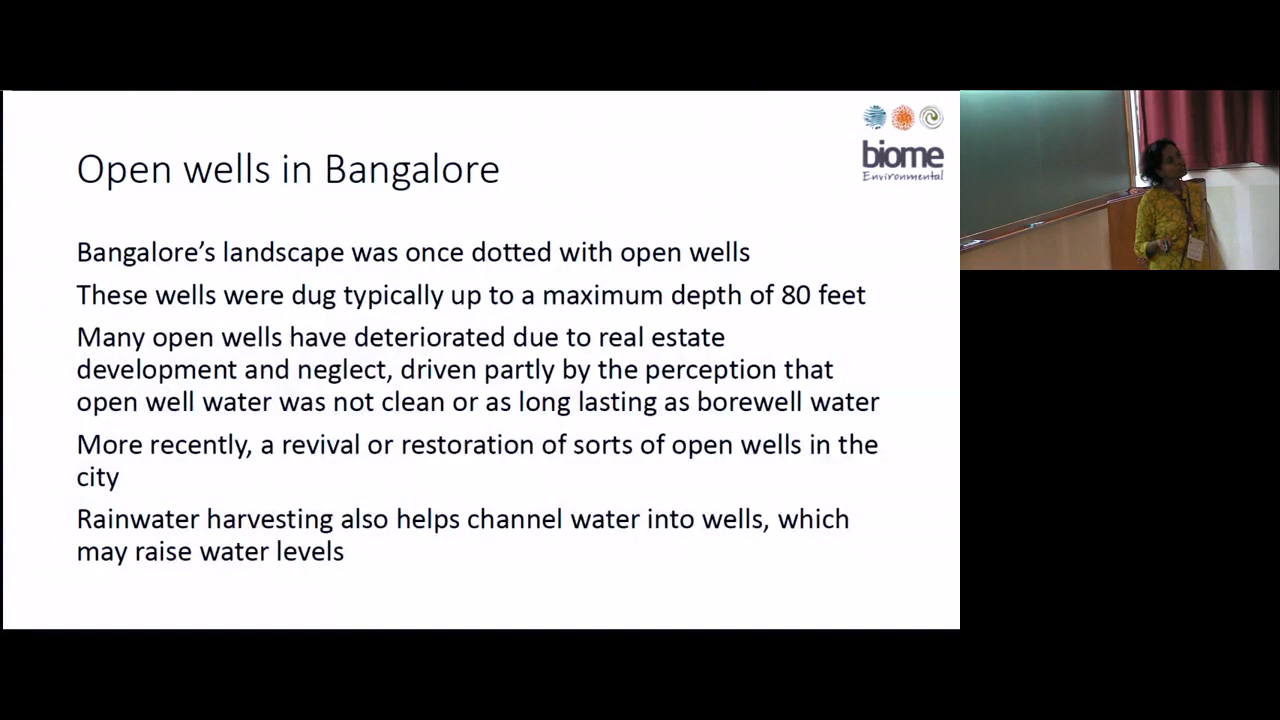 biome
Environmental
Open wells in Bangalore
Bangalore’s landscape was once dotted with open wells
These wells were dug typically up to a maximum depth of 80 feet
Many open wells have deteriorated due to real estate
development and neglect, driven partly by the perception that
open well water was not clean or as long lasting as borewell water
More recently, a revival or restoration of sorts of open wells in the
city
Rainwater harvesting also helps channel water into wells, which
may raise water levels